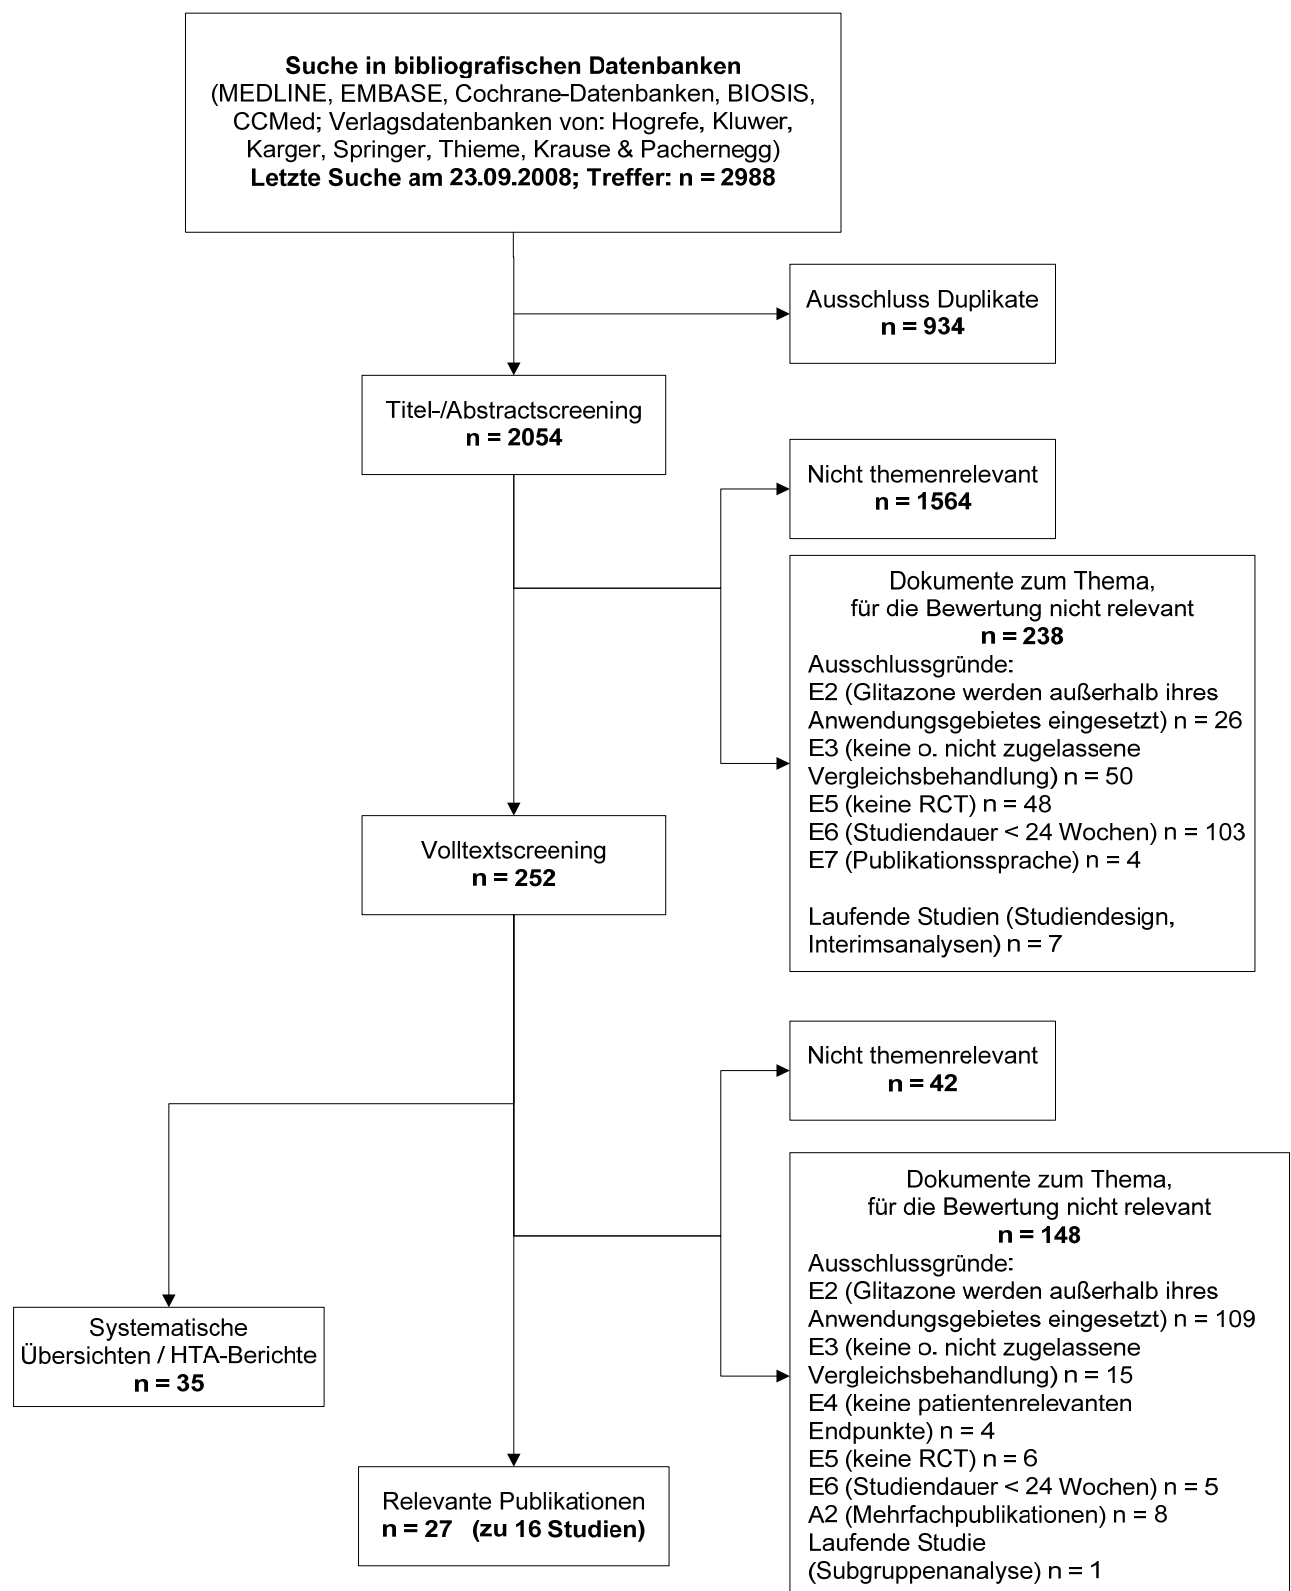 Suche in bibliografischen Datenbanken
(MEDLINE, EMBASE, Cochrane-Datenbanken, BIOSIS,
CCMed; Verlagsdatenbanken von: Hogrefe, Kluwer,
Karger, Springer, Thieme, Krause & Pachernegg)
Letzte Suche am 23.09.2008; Treffer: n = 2988
Ausschluss Duplikate
n = 934
Titel-/Abstractscreening
n = 2054
Nicht themenrelevant
n = 1564
Dokumente zum Thema,
für die Bewertung nicht relevant
n = 238
Ausschlussgründe:
E2 (Glitazone werden außerhalb ihres
Anwendungsgebietes eingesetzt) n = 26
E3 (keine o. nicht zugelassene
Vergleichsbehandlung) n = 50
E5 (keine RCT) n = 48
E6 (Studiendauer < 24 Wochen) n = 103
E7 (Publikationssprache) n = 4
Laufende Studien (Studiendesign,
Interimsanalysen) n = 7
Volltextscreening
n = 252
Nicht themenrelevant
n = 42
Dokumente zum Thema,
für die Bewertung nicht relevant
n = 148
Ausschlussgründe:
E2 (Glitazone werden außerhalb ihres
Anwendungsgebietes eingesetzt) n = 109
E3 (keine o. nicht zugelassene
Vergleichsbehandlung) n = 15
E4 (keine patientenrelevanten
Endpunkte) n = 4
E5 (keine RCT) n = 6
E6 (Studiendauer < 24 Wochen) n = 5
A2 (Mehrfachpublikationen) n = 8
Laufende Studie
(Subgruppenanalyse) n = 1
Systematische
Übersichten / HTA-Berichte
n = 35
Relevante Publikationen
n = 27 (zu 16 Studien)